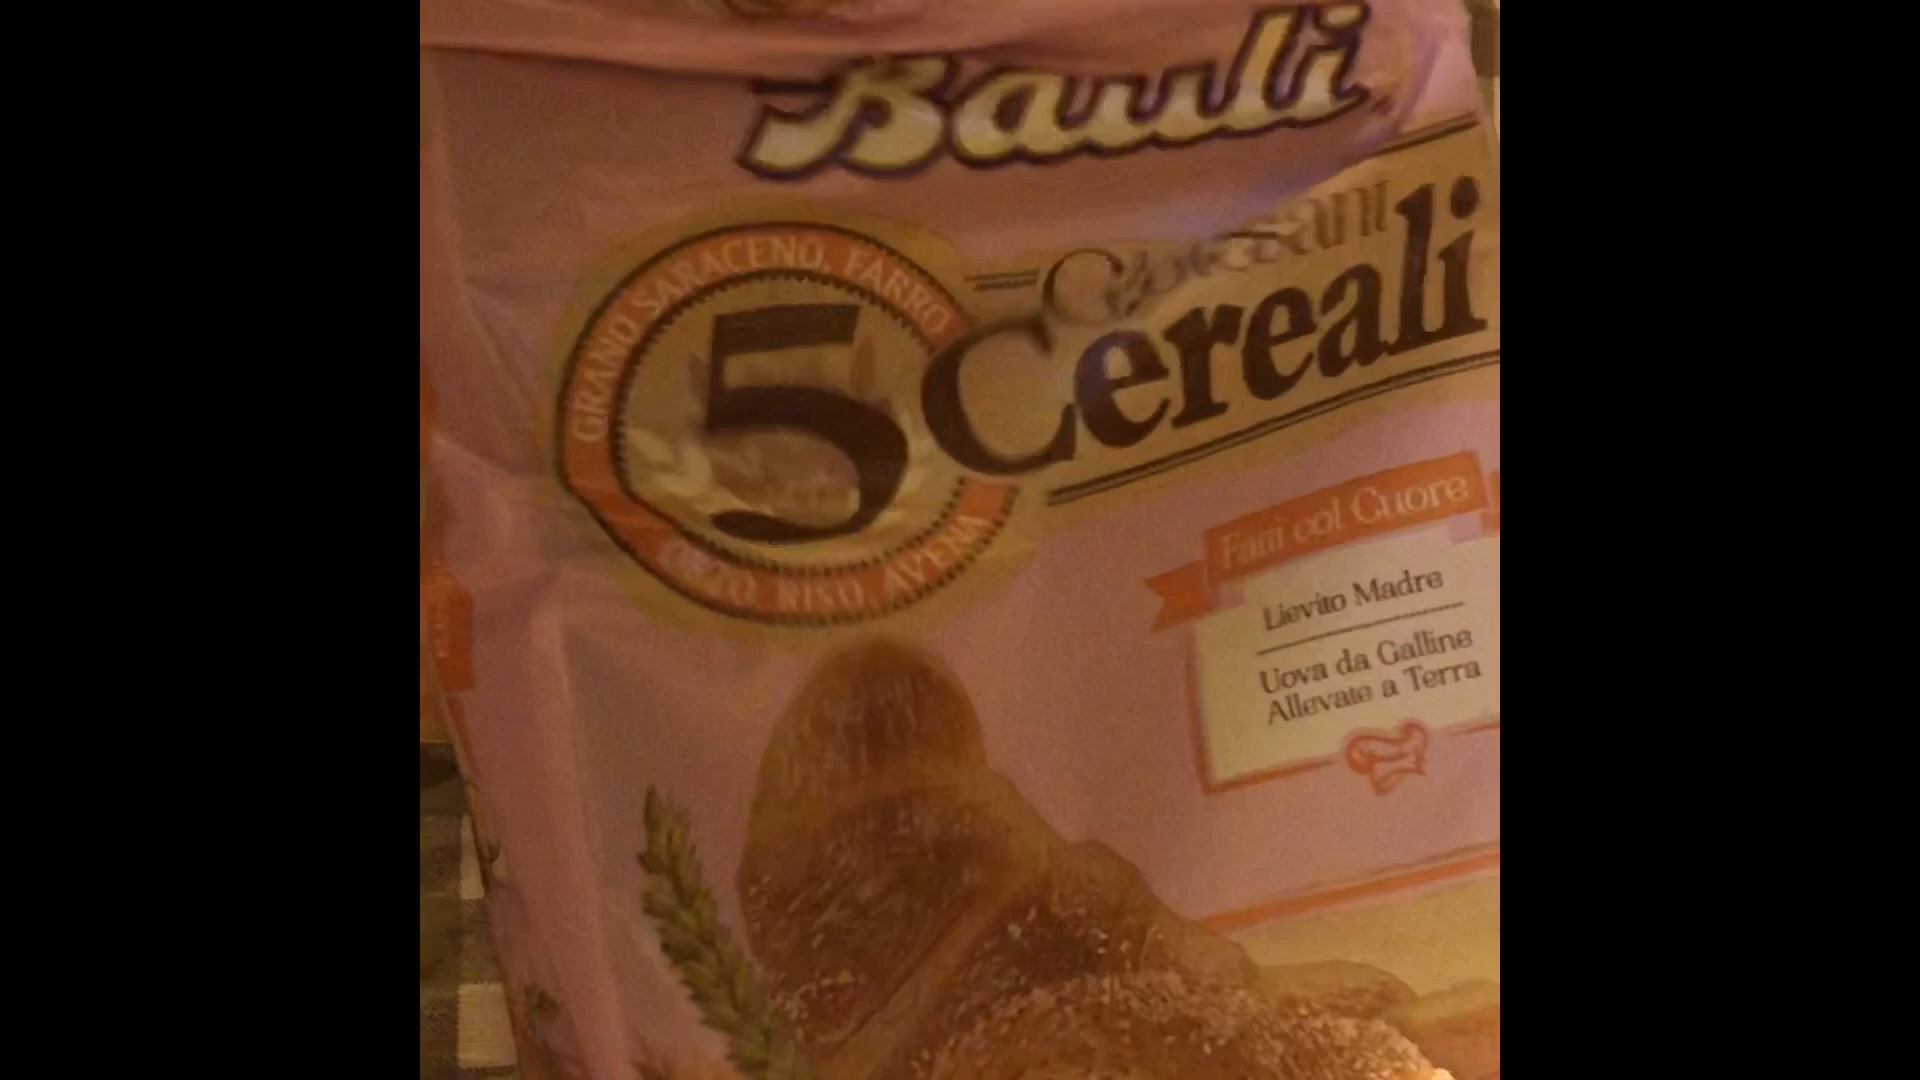 Bauli
GRANO SARACENO, FARRO
5
Croissant
Cereali
ORZO, RISO, AVENA
Fatti col Cuore
Lievito Madre
Uova da Galline
Allevate a Terra